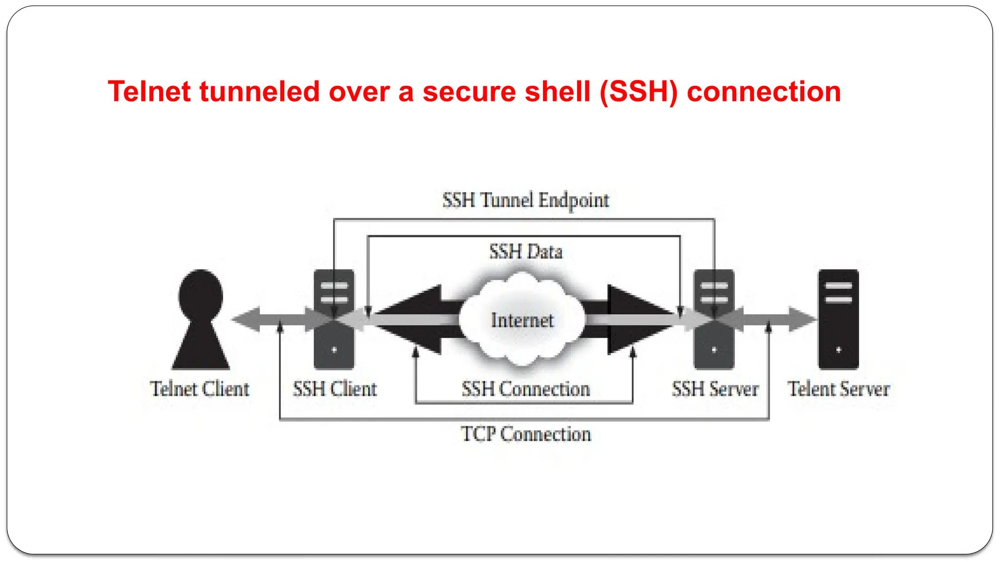 Telnet tunneled over a secure shell (SSH) connection
SSH Tunnel Endpoint
SSH Data
Internet
Telnet Client
SSH Client
SSH Connection
SSH Server
Telent Server
TCP Connection